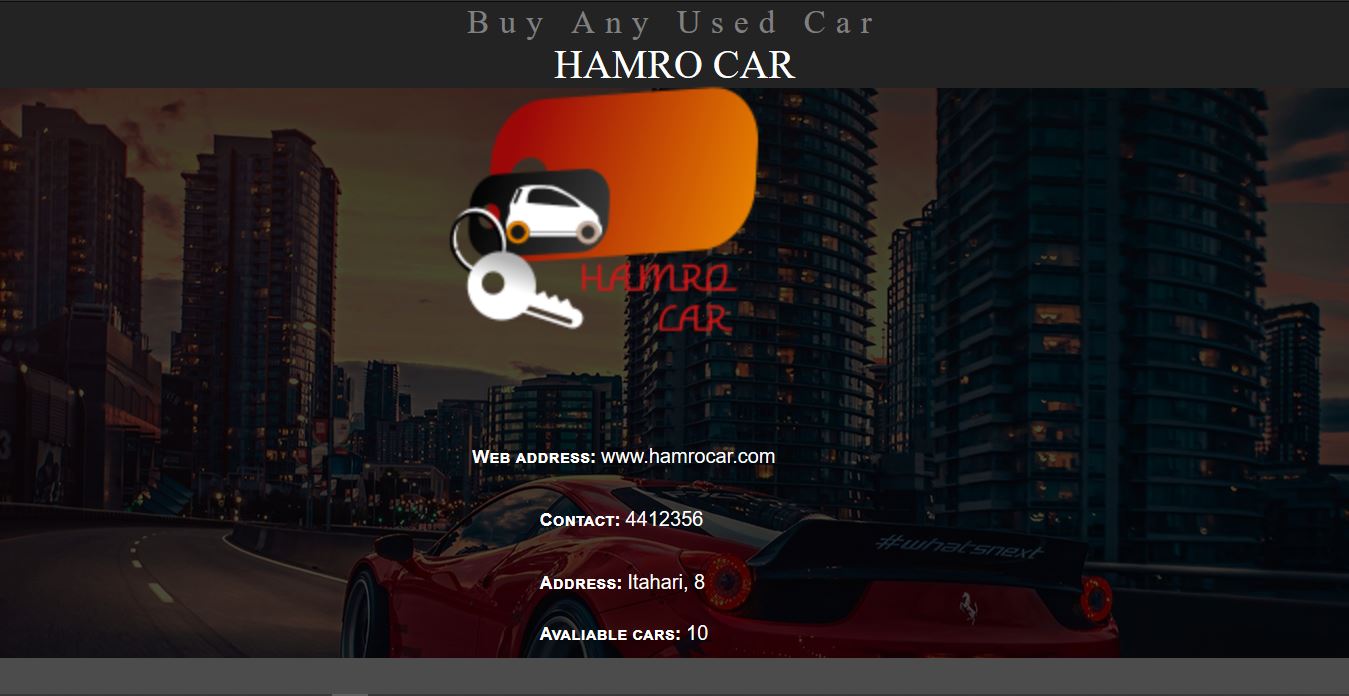 Buy Any Used Car
HAMRO CAR
HAMRO
CAR
Web address: www.hamrocar.com
Contact: 4412356
#whatsnext
Address: Itahari, 8
Avaliable cars: 10